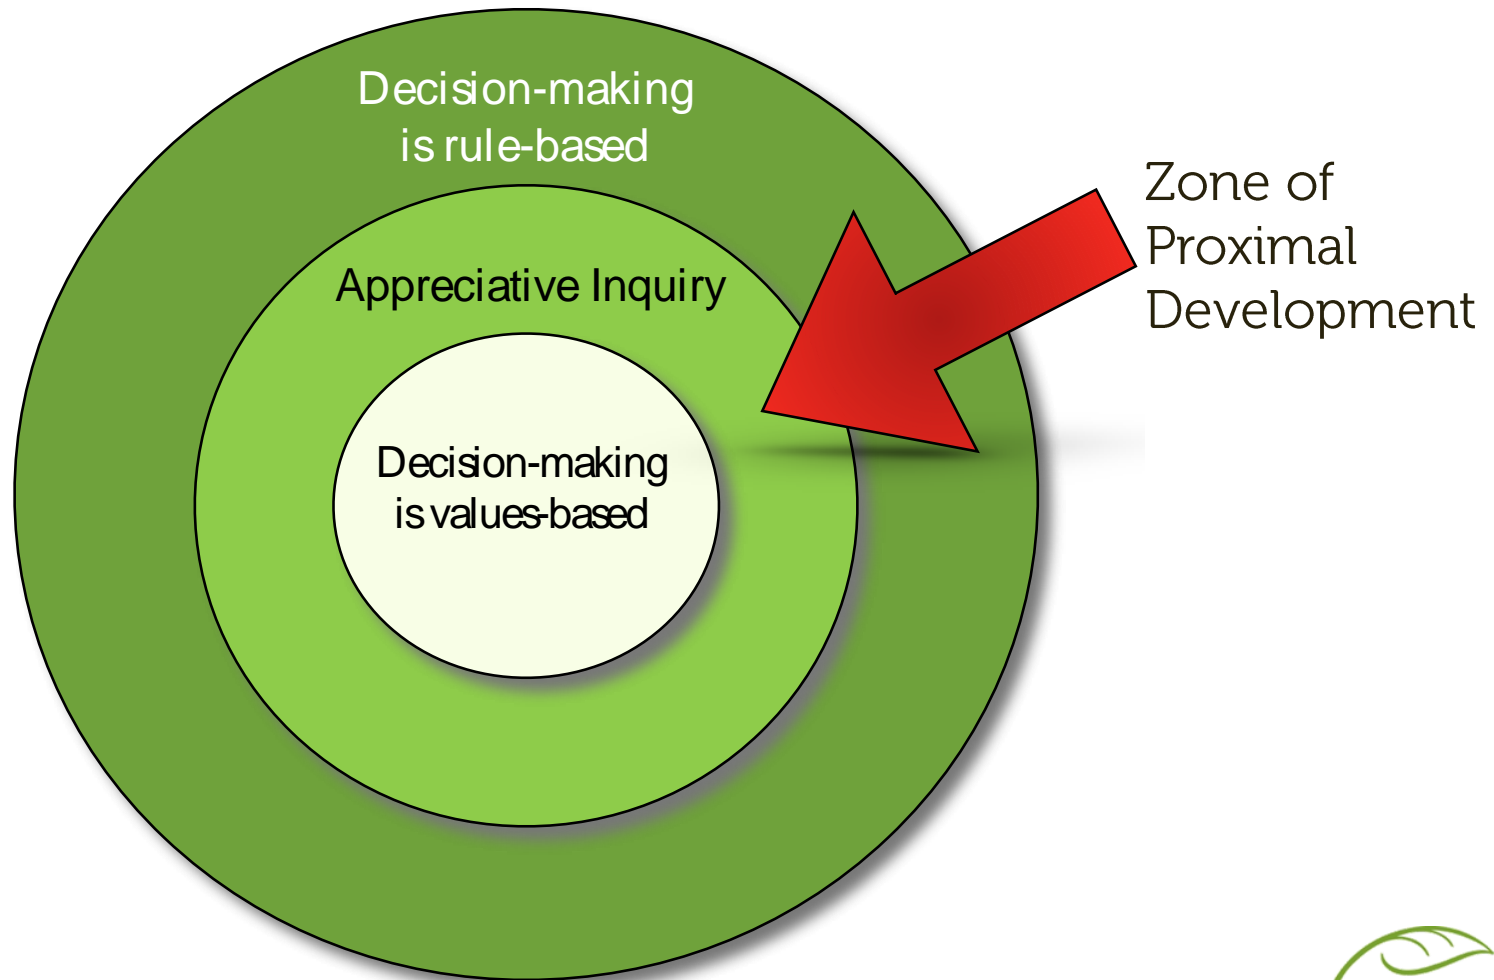 Decision-making
is rule-based
Appreciative Inquiry
Decision-making
is values-based
Zone of
Proximal
Development